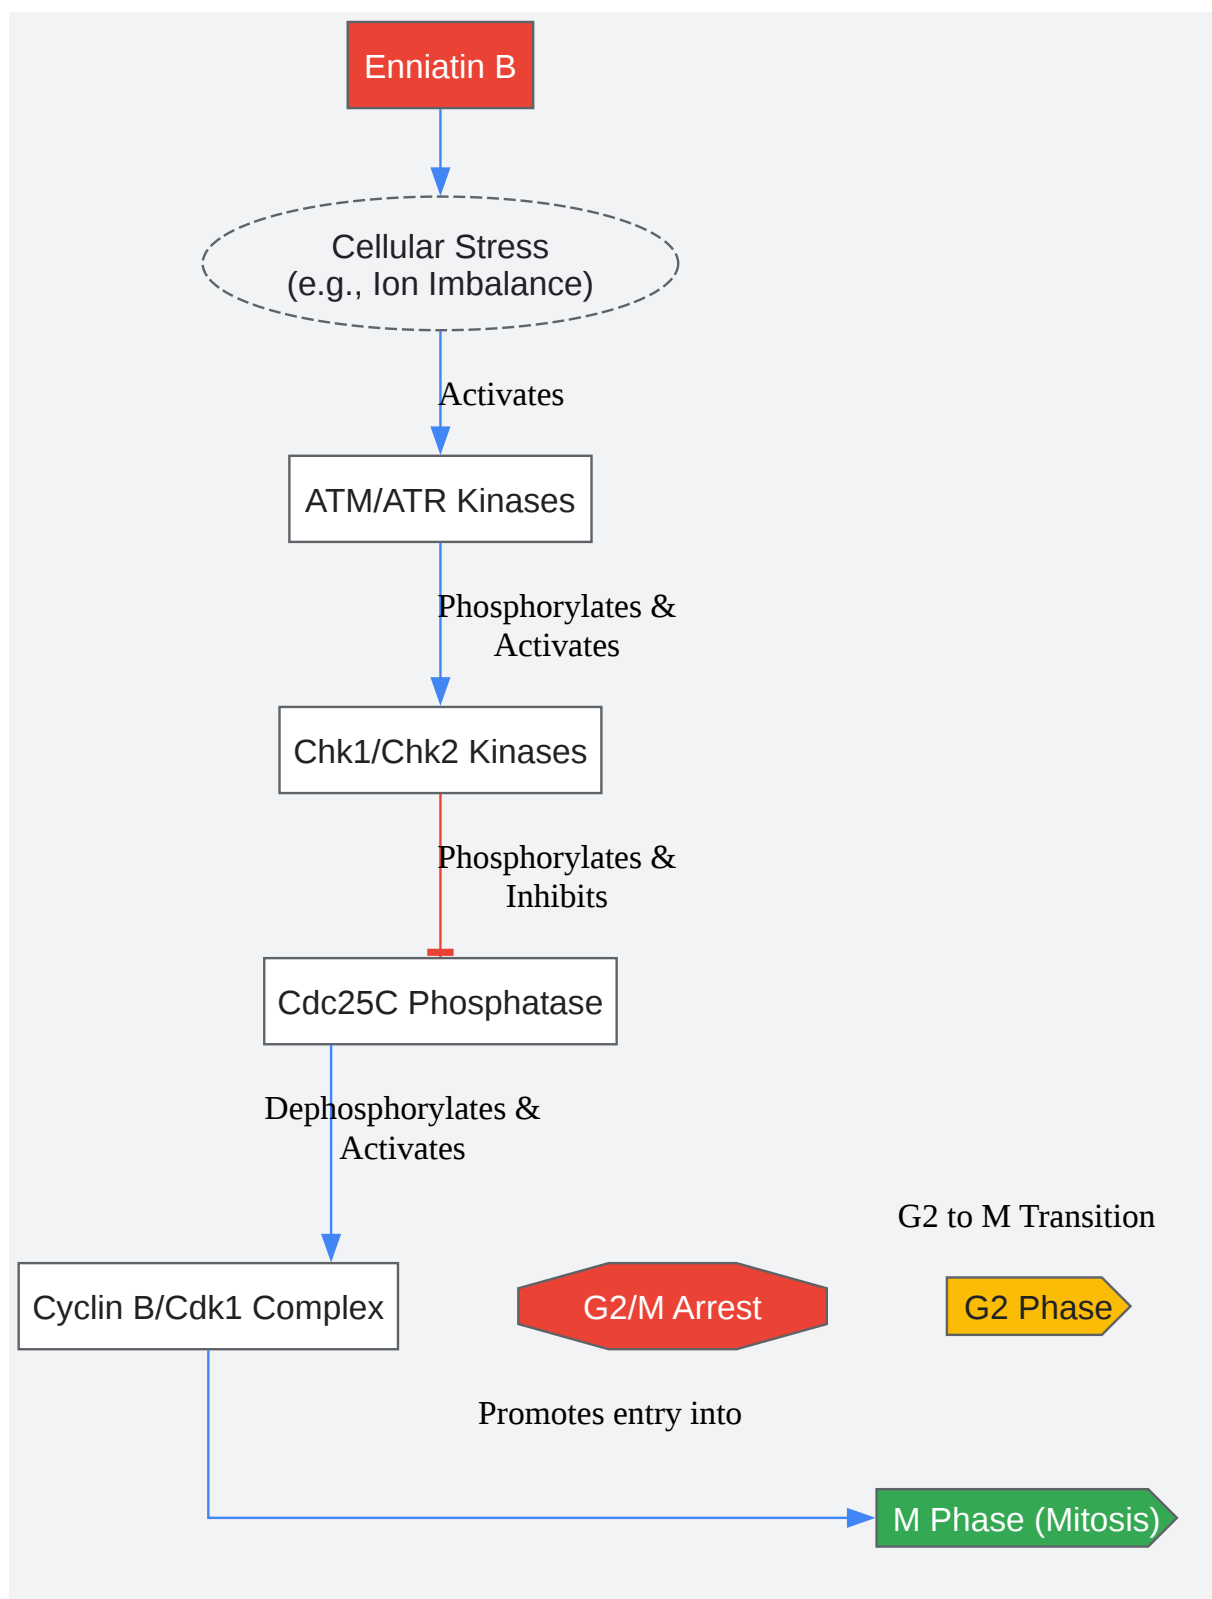 Enniatin B
Cellular Stress
(e.g., Ion Imbalance)
Activates
ATM/ATR Kinases
Phosphorylates &
Activates
Chk1/Chk2 Kinases
Phosphorylates &
Inhibits
Cdc25C Phosphatase
Dephosphorylates &
Activates
G2 to M Transition
Cyclin B/Cdk1 Complex
G2/M Arrest
G2 Phase
Promotes entry into
M Phase (Mitosis)